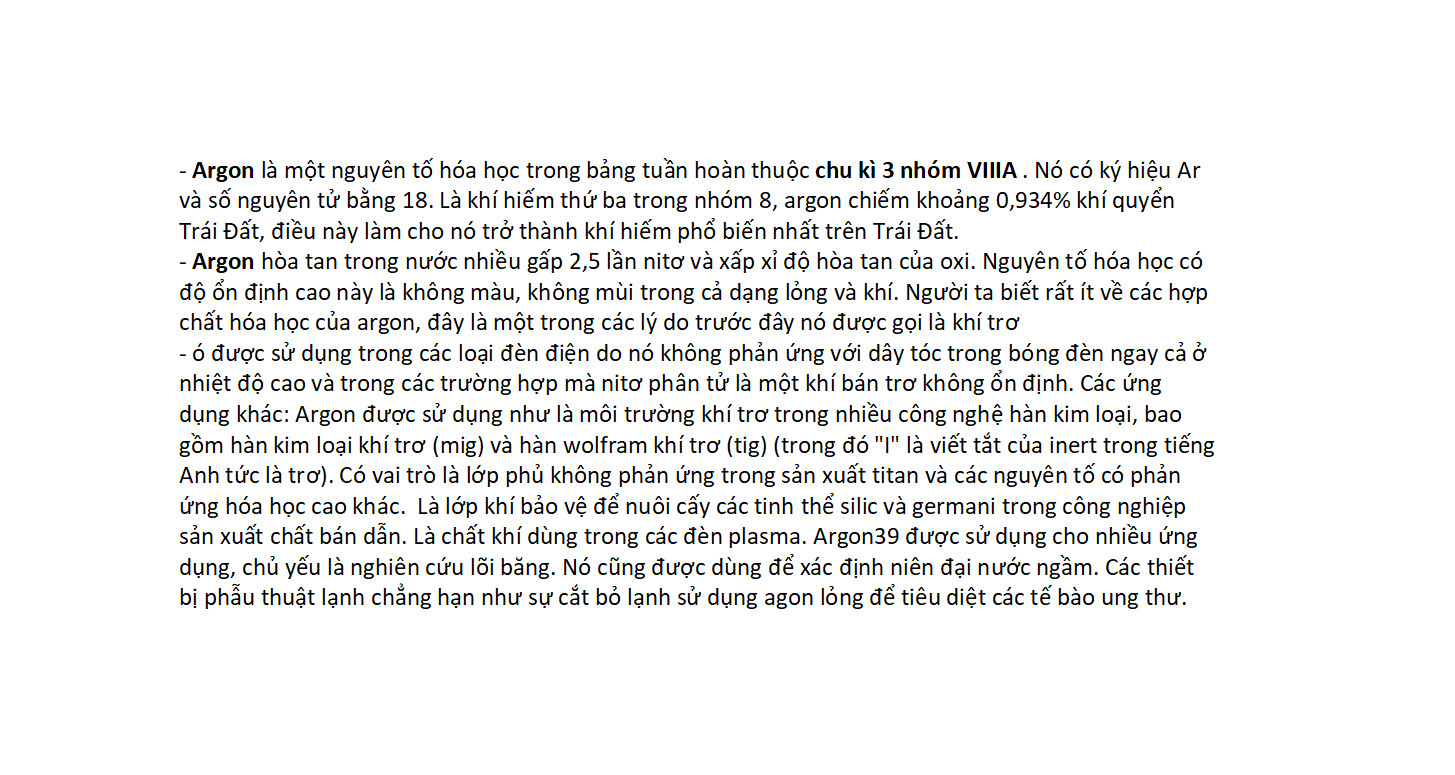 - Argon là một nguyên tố hóa học trong bảng tuần hoàn thuộc chu kì 3 nhóm VIIIA . Nó có ký hiệu Ar
và số nguyên tử bằng 18. Là khí hiếm thứ ba trong nhóm 8, argon chiếm khoảng 0,934% khí quyển
Trái Đất, điều này làm cho nó trở thành khí hiếm phổ biến nhất trên Trái Đất.
- Argon hòa tan trong nước nhiều gấp 2,5 lần nitơ và xấp xỉ độ hòa tan của oxi. Nguyên tố hóa học có
độ ổn định cao này là không màu, không mùi trong cả dạng lỏng và khí. Người ta biết rất ít về các hợp
chất hóa học của argon, đây là một trong các lý do trước đây nó được gọi là khí trơ
- ó được sử dụng trong các loại đèn điện do nó không phản ứng với dây tóc trong bóng đèn ngay cả ở
nhiệt độ cao và trong các trường hợp mà nitơ phân tử là một khí bán trơ không ổn định. Các ứng
dụng khác: Argon được sử dụng như là môi trường khí trơ trong nhiều công nghệ hàn kim loại, bao
gồm hàn kim loại khí trơ (mig) và hàn wolfram khí trơ (tig) (trong đó "I" là viết tắt của inert trong tiếng
Anh tức là trơ). Có vai trò là lớp phủ không phản ứng trong sản xuất titan và các nguyên tố có phản
ứng hóa học cao khác.  Là lớp khí bảo vệ để nuôi cấy các tinh thể silic và germani trong công nghiệp
sản xuất chất bán dẫn. Là chất khí dùng trong các đèn plasma. Argon39 được sử dụng cho nhiều ứng
dụng, chủ yếu là nghiên cứu lõi băng. Nó cũng được dùng để xác định niên đại nước ngầm. Các thiết
bị phẫu thuật lạnh chẳng hạn như sự cắt bỏ lạnh sử dụng agon lỏng để tiêu diệt các tế bào ung thư.